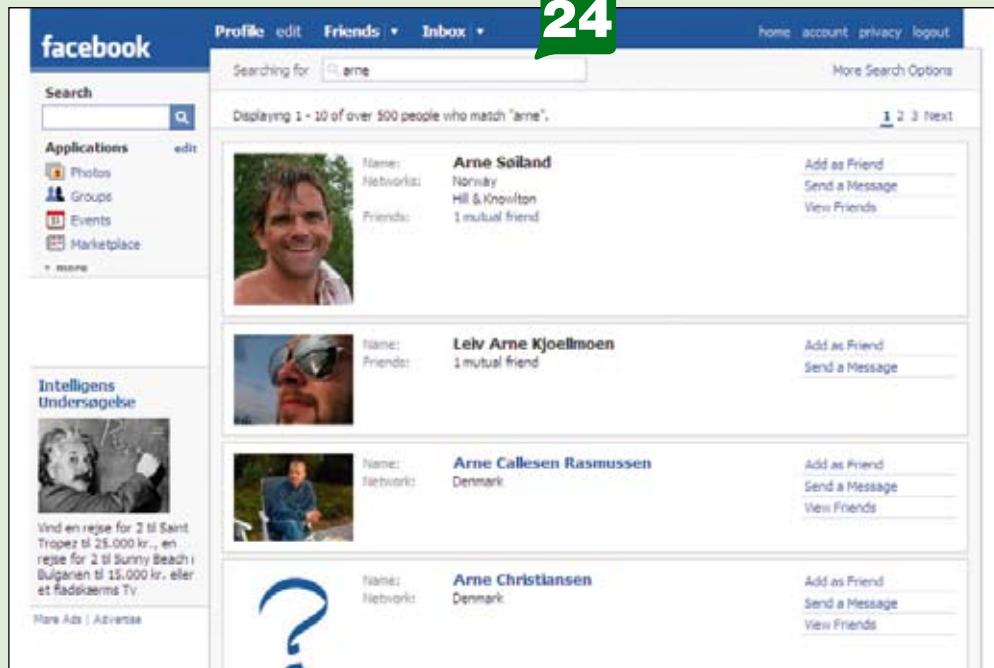 24
facebook
Profile edit Friends Inbox
home account privacy logout
Searching for arne
More Search Options
Displaying 1 - 10 of over 500 people who match "arne".
1 2 3 Next
Search
Applications edit
Photos
Groups
Events
Marketplace
more
Intelligens
Undersøgelse
Vind en rejse for 2 til Saint
Tropez til 25.000 kr., en
rejse for 2 til Sunny Beach i
Bulgarien til 15.000 kr. eller
et fladskærms Tv
More Ads | Advertise
Name: Arne Søiland
Networks: Norway
Hill & Knowlton
Friends: 1 mutual friend
Add as Friend
Send a Message
View Friends
Name: Leiv Arne Kjoellmoen
Friends: 1 mutual friend
Add as Friend
Send a Message
Name: Arne Callesen Rasmussen
Network: Denmark
Add as Friend
Send a Message
View Friends
Name: Arne Christiansen
Network: Denmark
Add as Friend
Send a Message
View Friends
?